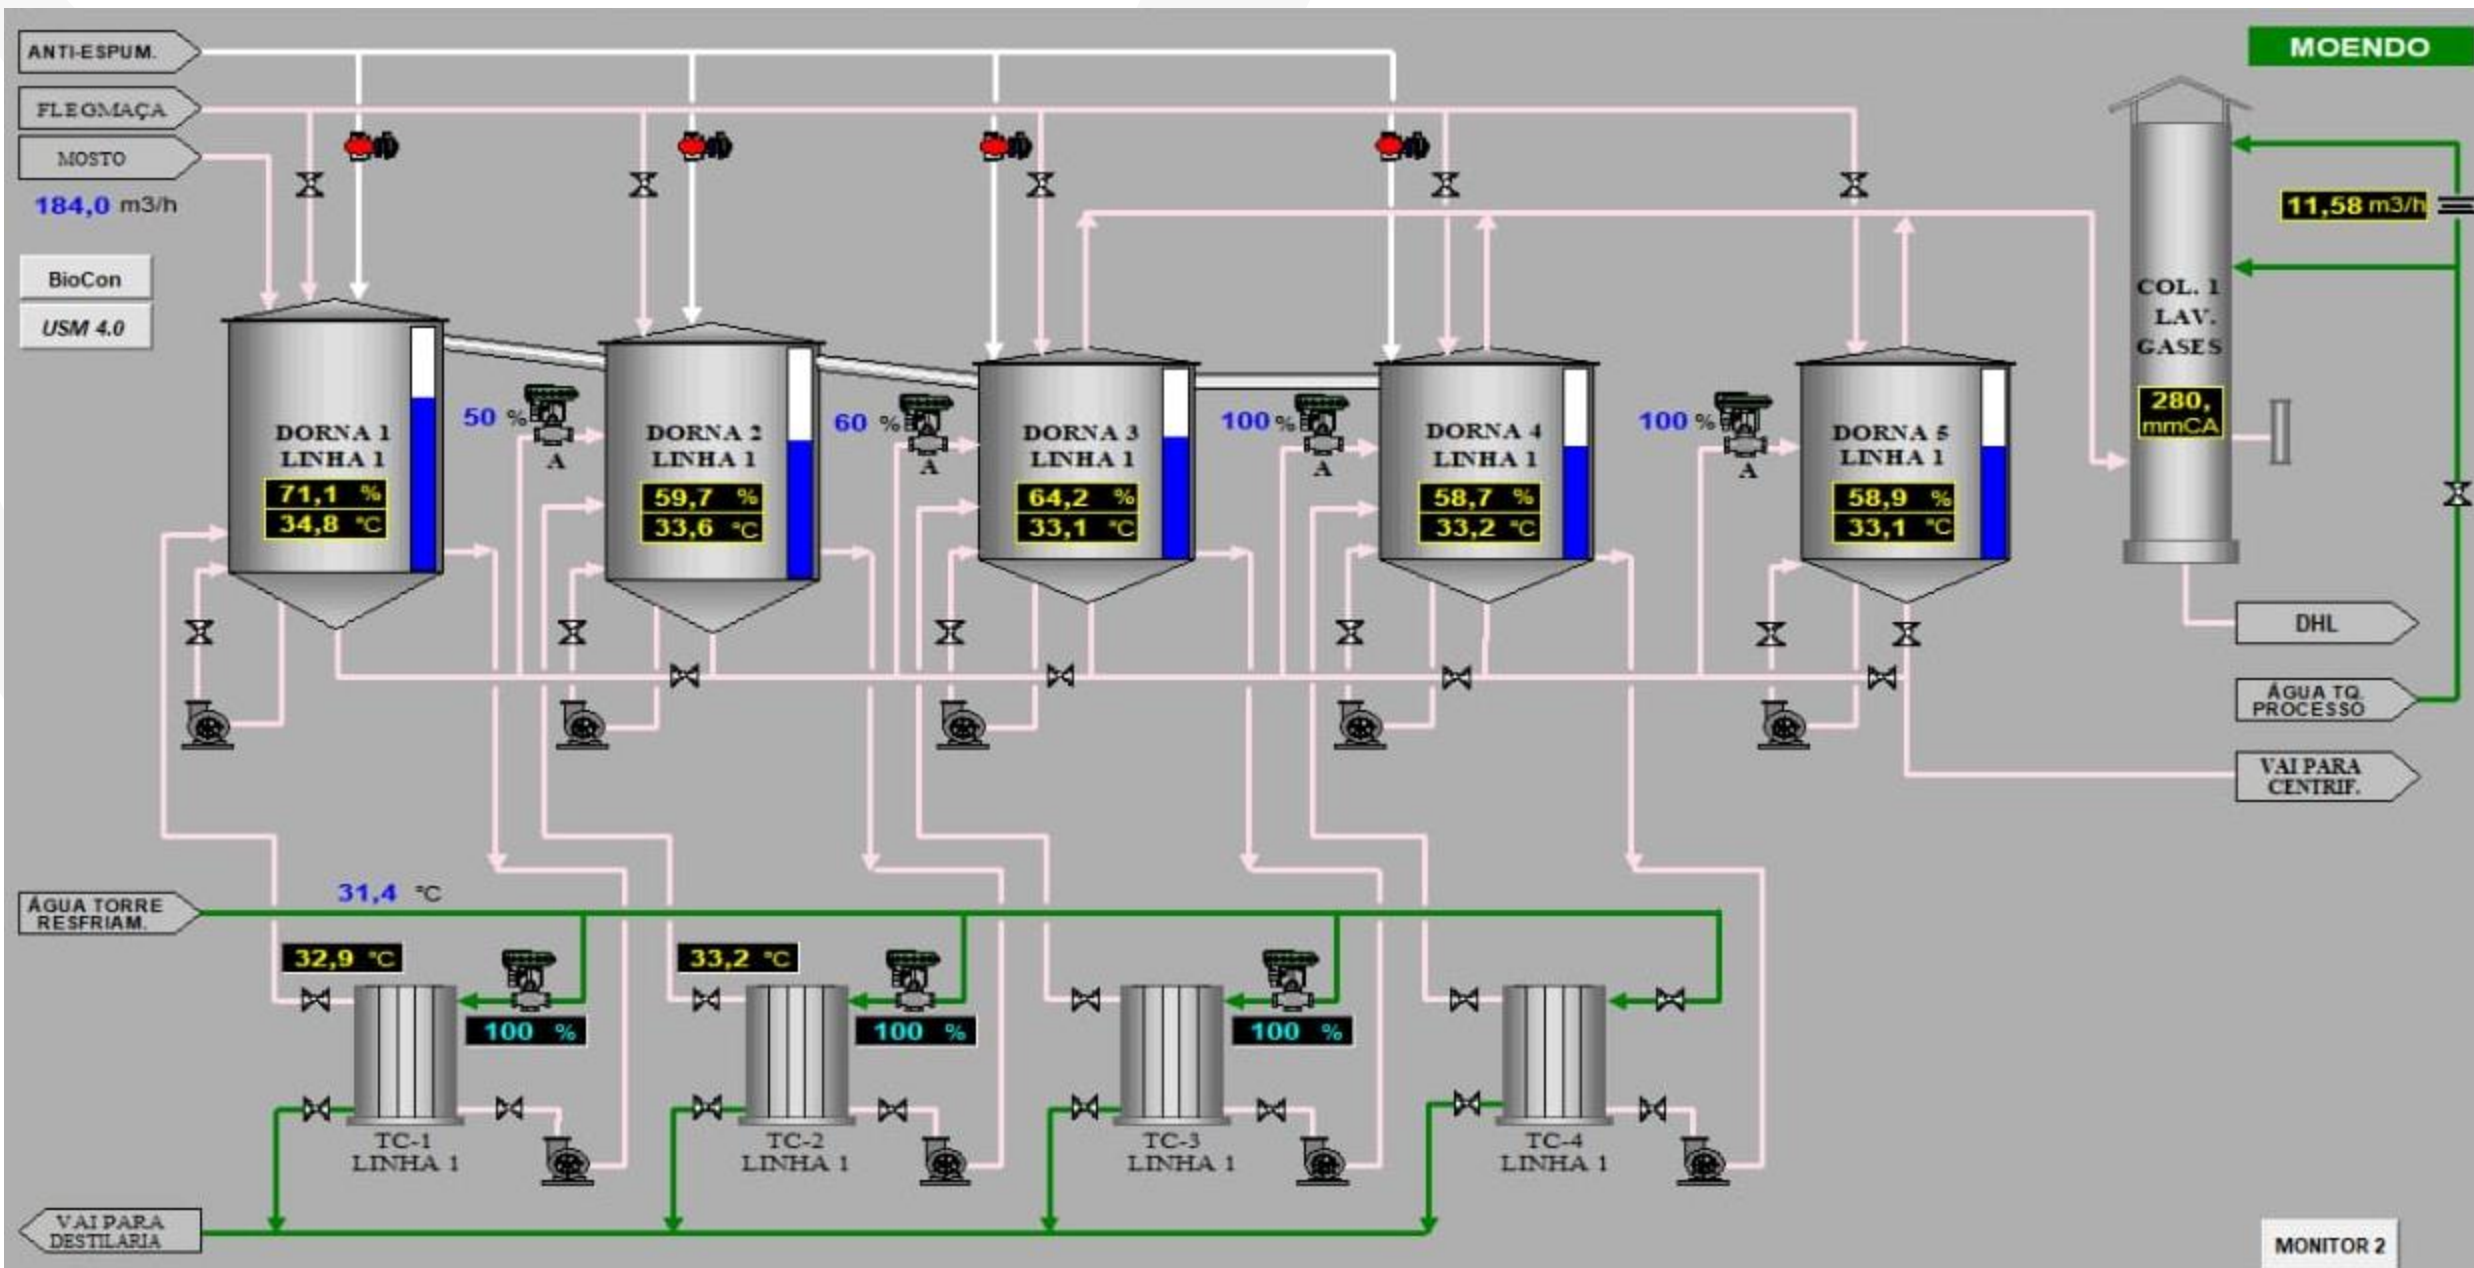 ANTI-ESPUM.
MOENDO
FLEGMAÇA
MOSTO
184,0 m3/h
11,58 m3/h
BioCon
USM 4.0
COL. 1
LAV.
GASES
280,
mmCA
50 %
A
60 %
A
100 %
A
100 %
A
DORNA 1
LINHA 1
71,1 %
34,8 °C
DORNA 2
LINHA 1
59,7 %
33,6 °C
DORNA 3
LINHA 1
64,2 %
33,1 °C
DORNA 4
LINHA 1
58,7 %
33,2 °C
DORNA 5
LINHA 1
58,9 %
33,1 °C
DHL
ÁGUA TQ.
PROCESSO
VAI PARA
CENTRIF.
31,4 °C
ÁGUA TORRE
RESFRIAM.
32,9 °C
33,2 °C
100 %
100 %
100 %
TC-1
LINHA 1
TC-2
LINHA 1
TC-3
LINHA 1
TC-4
LINHA 1
VAI PARA
DESTILARIA
MONITOR 2